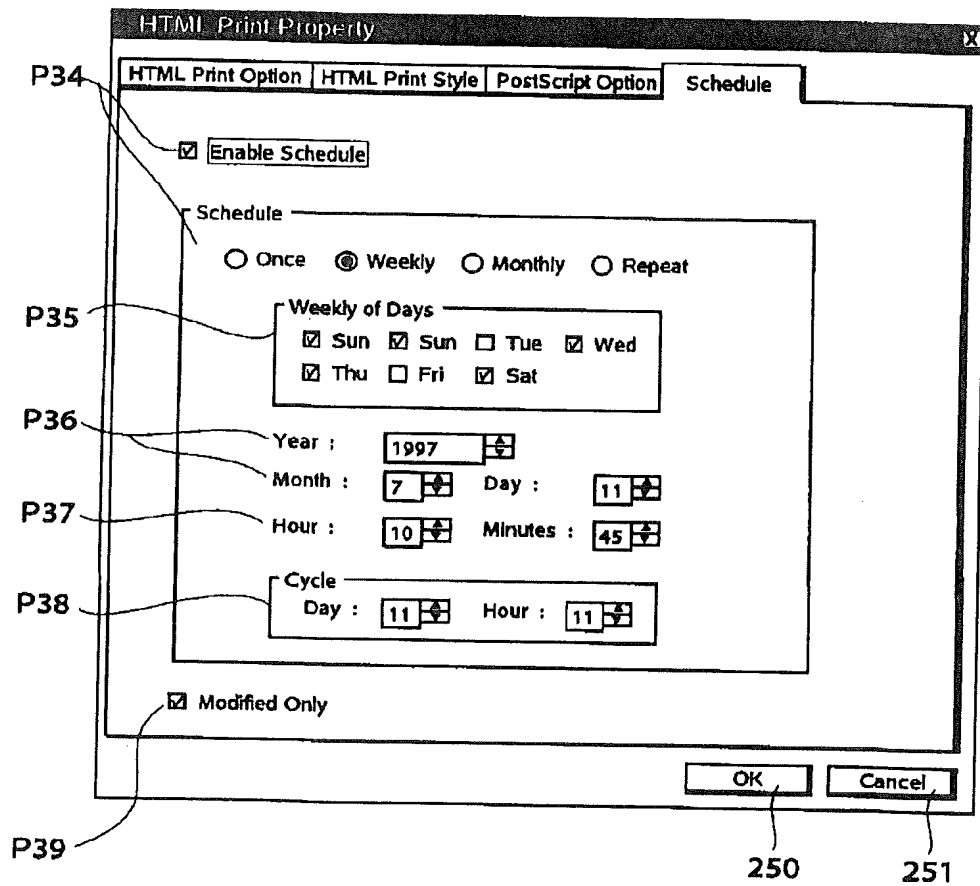 HTML Print Property X
P34
HTML Print Option HTML Print Style PostScript Option Schedule
Enable Schedule
Schedule
Once Weekly Monthly Repeat
P35
Weekly of Days
Sun Sun Tue Wed
Thu Fri Sat
P36
Year : 1997
Month : 7 Day : 11
P37
Hour : 10 Minutes : 45
P38
Cycle
Day : 11 Hour : 11
Modified Only
OK Cancel
P39
250 251